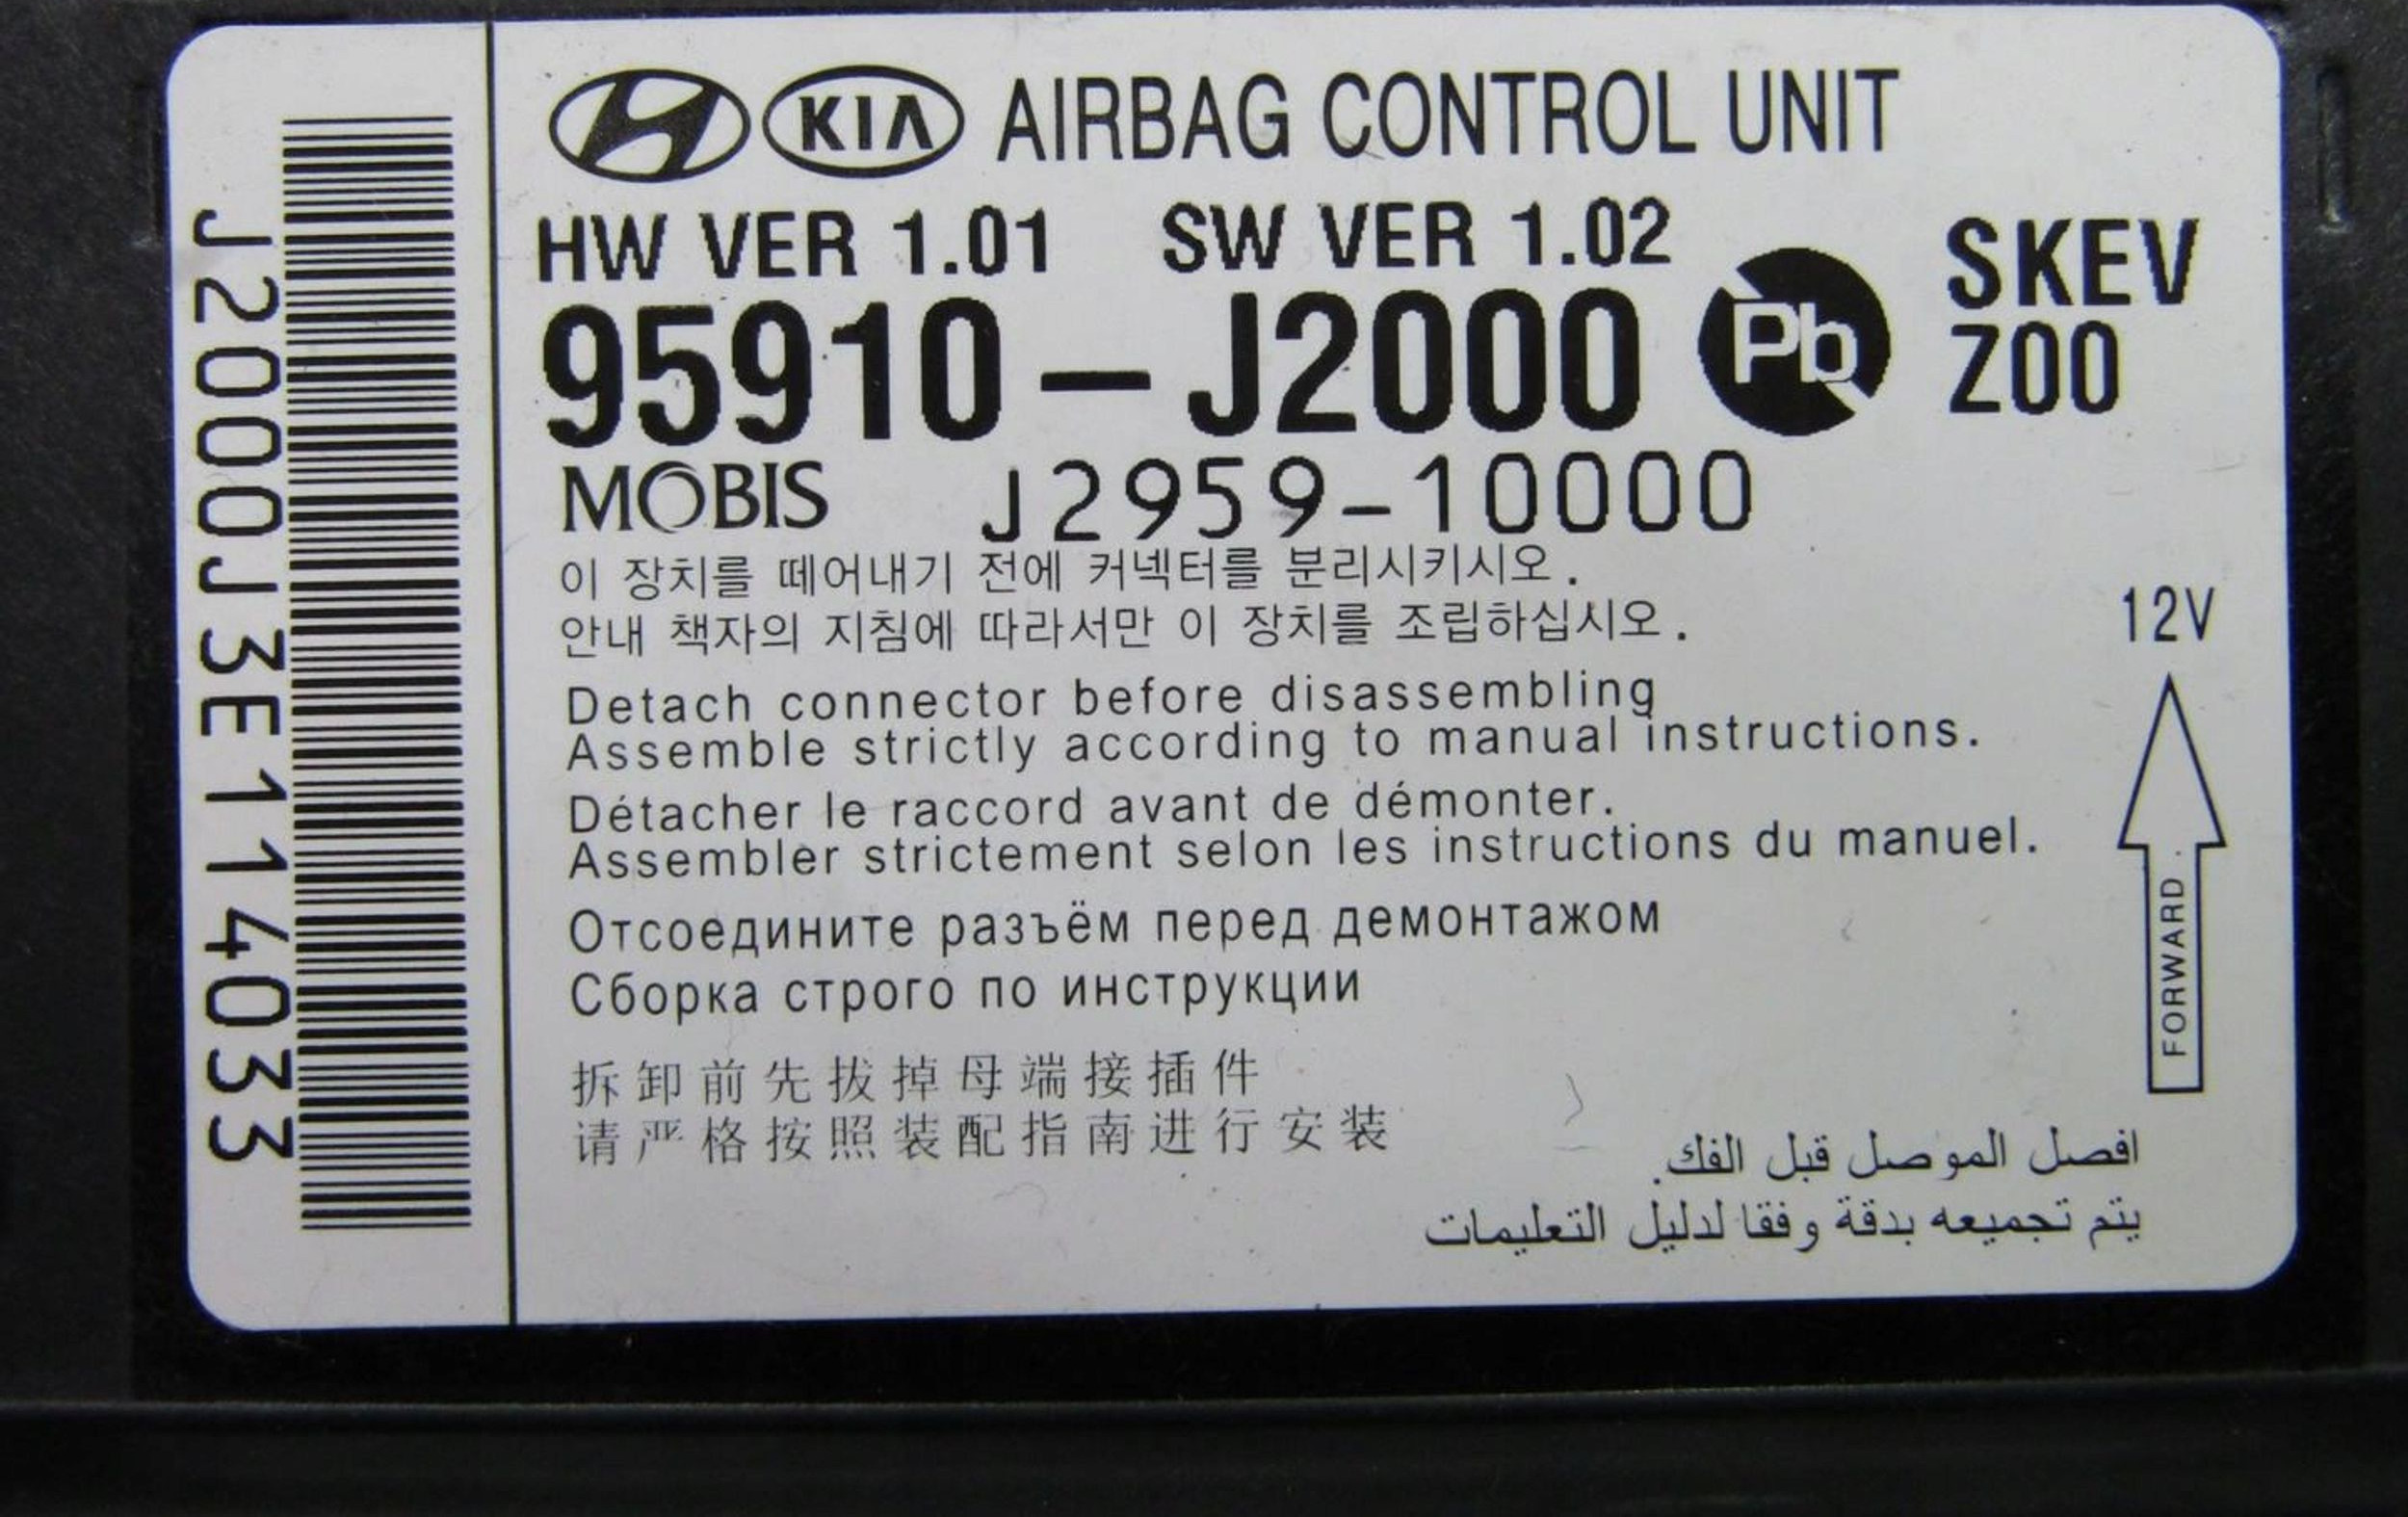 KIA AIRBAG CONTROL UNIT
HW VER 1.01 SW VER 1.02
SKEV
95910-J2000 Pb
Z00
MOBIS J2959-10000
이 장치를 떼어내기 전에 커넥터를 분리시키시오.
안내 책자의 지침에 따라서만 이 장치를 조립하십시오.
12V
Detach connector before disassembling
Assemble strictly according to manual instructions.
Détacher le raccord avant de démonter.
Assembler strictement selon les instructions du manuel.
FORWARD
Отсоедините разъём перед демонтажом
Сборка строго по инструкции
拆卸前先拔掉母端接插件
请严格按照装配指南进行安装
افصل الموصل قبل الفك.
يتم تجميعه بدقة وفقا لدليل التعليمات
J2000J3E114033